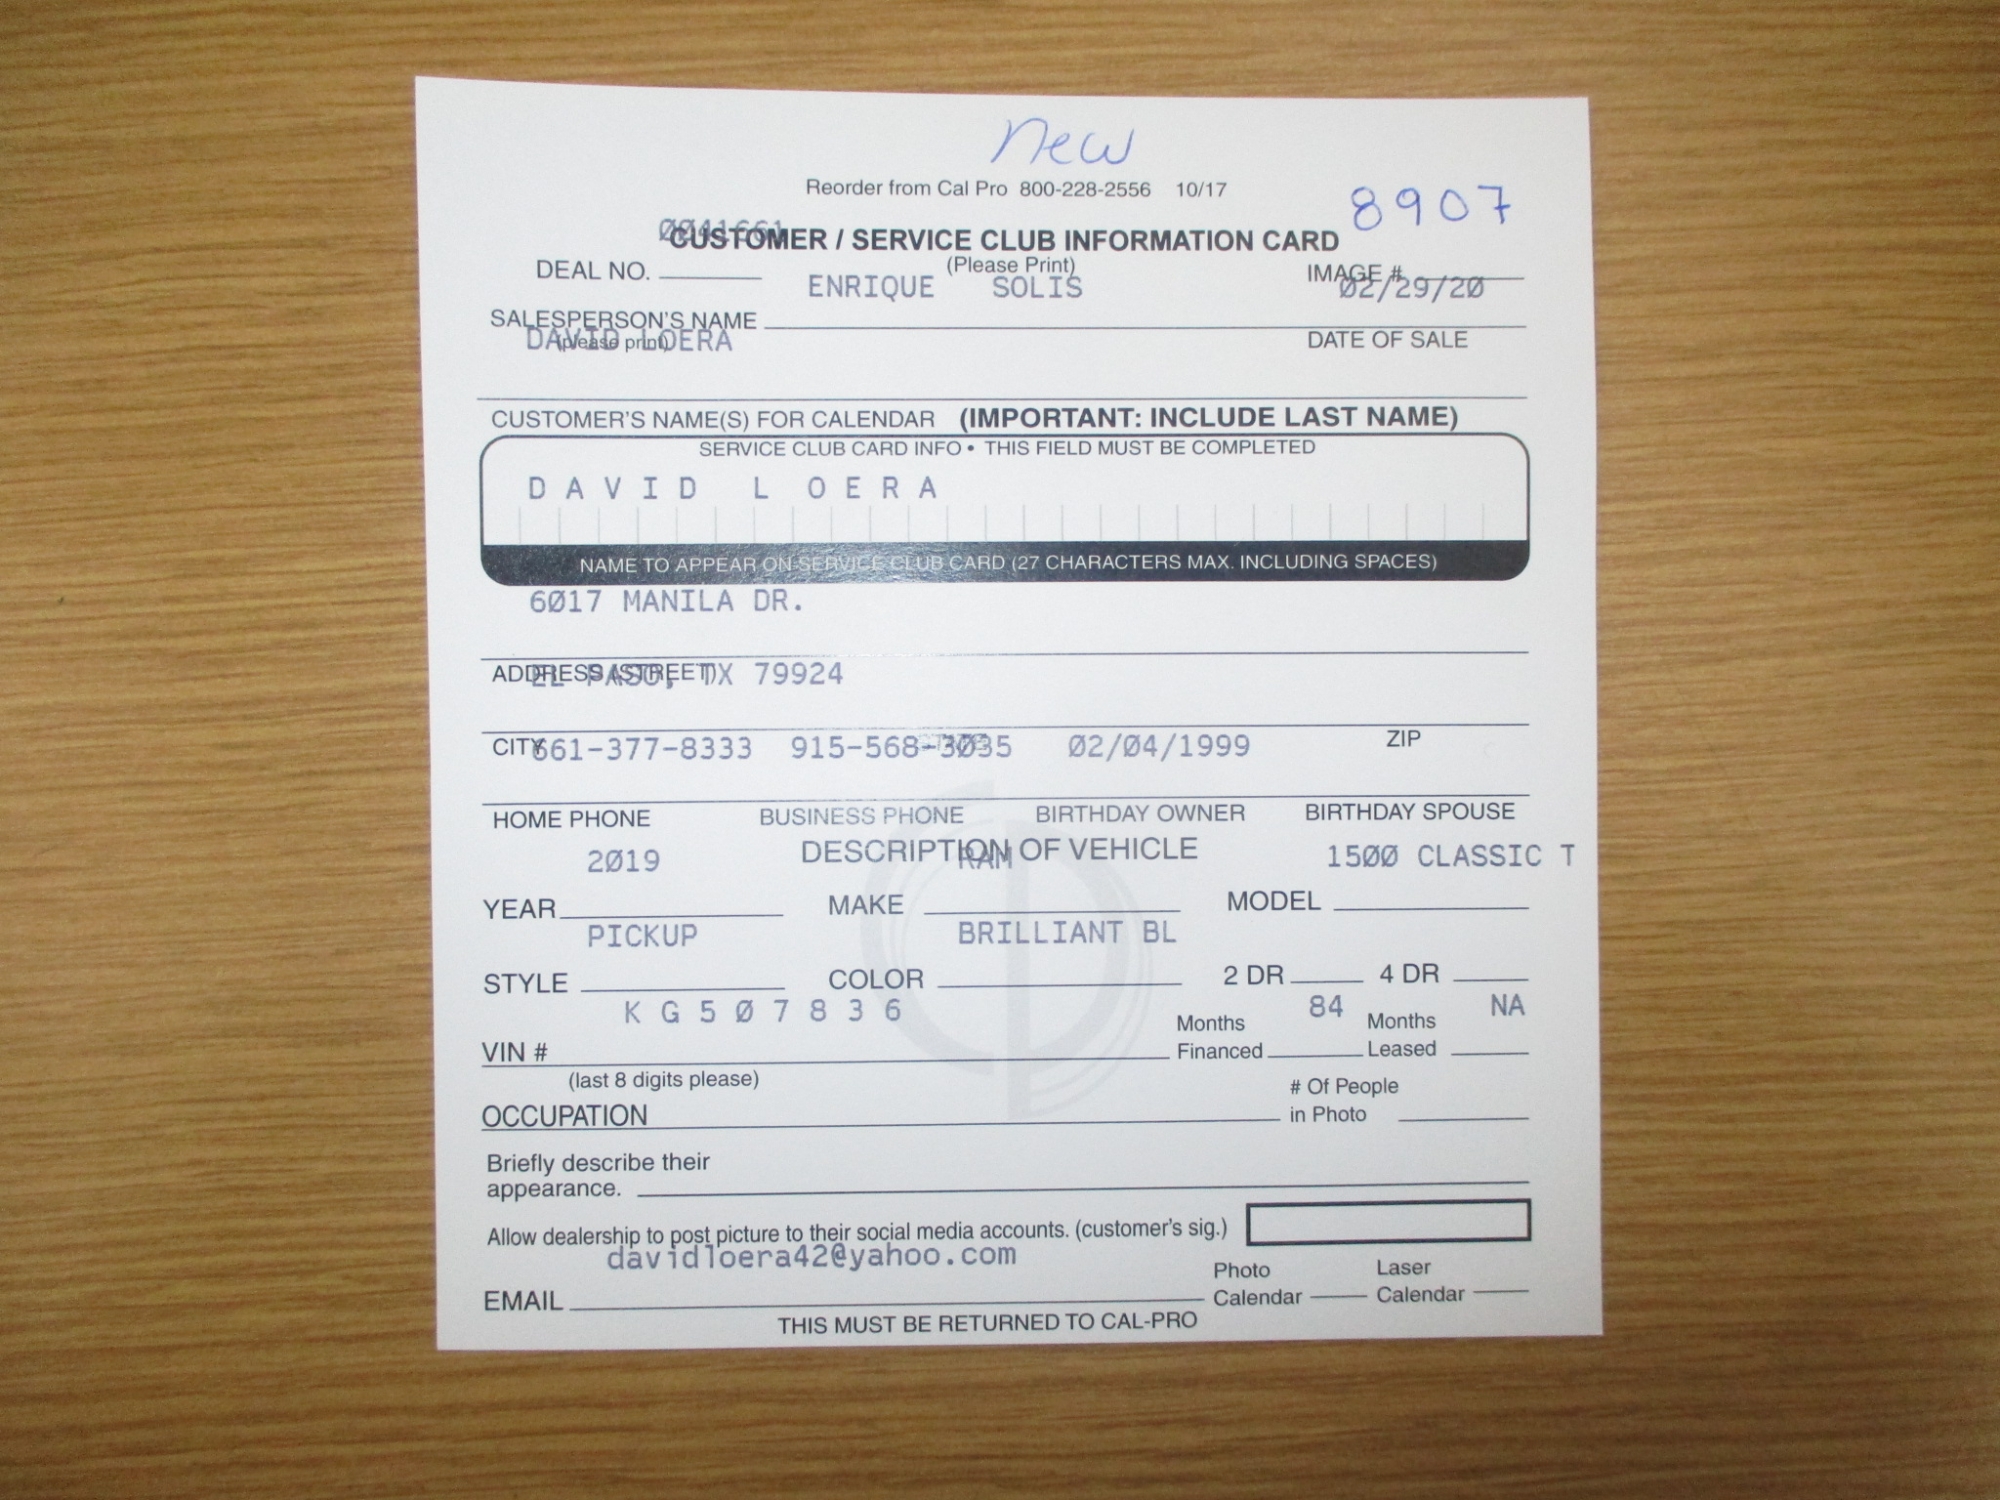 new
Reorder from Cal Pro 800-228-2556 10/17
8907
0041661
CUSTOMER / SERVICE CLUB INFORMATION CARD
(Please Print)
DEAL NO.
IMAGE #
ENRIQUE SOLIS
02/29/20
SALESPERSON'S NAME
(please print)
DAVID LOERA
DATE OF SALE
CUSTOMER'S NAME(S) FOR CALENDAR (IMPORTANT: INCLUDE LAST NAME)
SERVICE CLUB CARD INFO • THIS FIELD MUST BE COMPLETED
DAVID LOERA
NAME TO APPEAR ON SERVICE CLUB CARD (27 CHARACTERS MAX. INCLUDING SPACES)
6017 MANILA DR.
ADDRESS (STREET)
EL PASO, TX 79924
CITY
ZIP
661-377-8333 915-568-3035 02/04/1999
HOME PHONE BUSINESS PHONE BIRTHDAY OWNER BIRTHDAY SPOUSE
DESCRIPTION OF VEHICLE
2019 RAM 1500 CLASSIC T
YEAR MAKE MODEL
PICKUP BRILLIANT BL
STYLE COLOR 2 DR 4 DR
KG507836 84 NA
VIN # Months Financed Months Leased
(last 8 digits please)
OCCUPATION # Of People in Photo
Briefly describe their
appearance.
Allow dealership to post picture to their social media accounts. (customer's sig.)
davidloera42@yahoo.com
EMAIL Photo Calendar Laser Calendar
THIS MUST BE RETURNED TO CAL-PRO